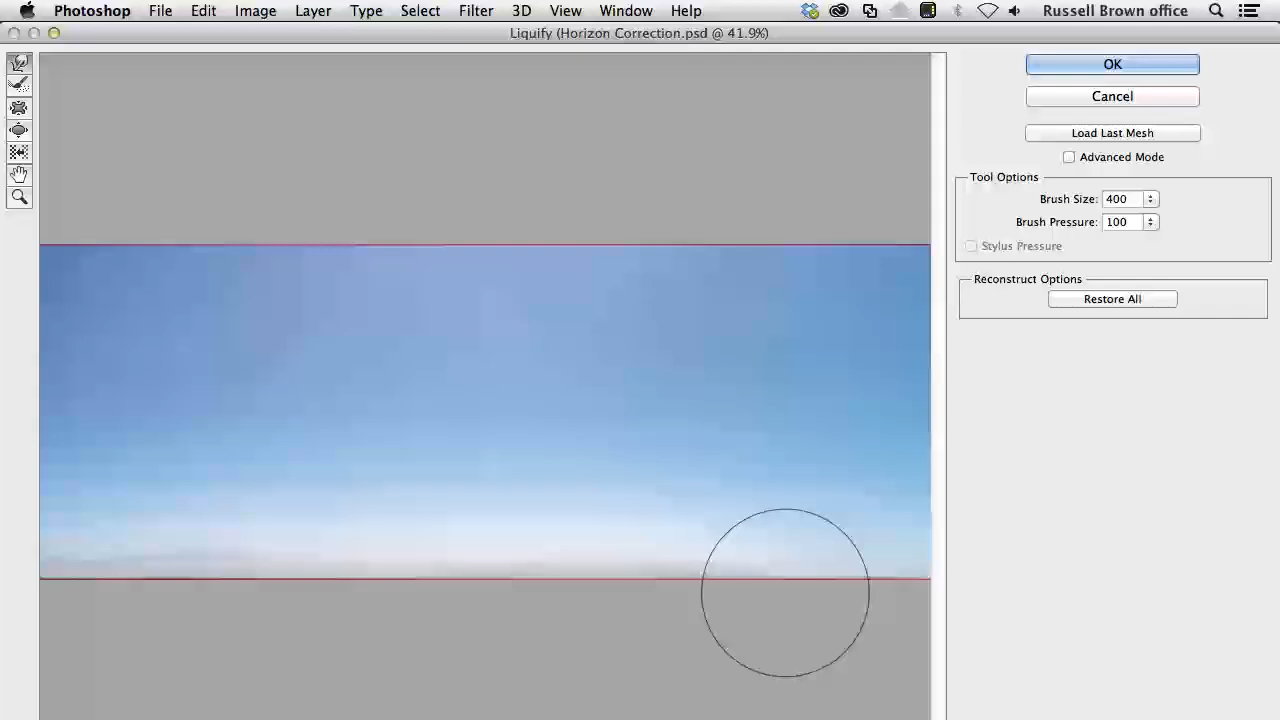 Photoshop File Edit Image Layer Type Select Filter 3D View Window Help Russell Brown office
Liquify (Horizon Correction.psd @ 41.9%)
OK
Cancel
Load Last Mesh
Advanced Mode
Tool Options
Brush Size: 400
Brush Pressure: 100
Stylus Pressure
Reconstruct Options
Restore All